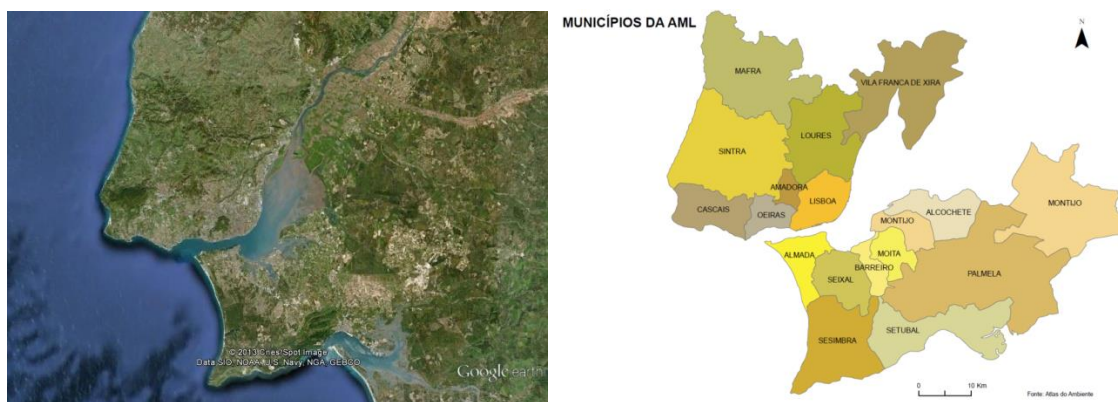 © 2013 Cnes/Spot Image
Data SIO, NOAA, U.S. Navy, NGA, GEBCO
Google earth
MUNICÍPIOS DA AML
MAFRA
VILA FRANCA DE XIRA
LOURES
SINTRA
AMADORA
LISBOA
CASCAIS
OEIRAS
MONTIJO
ALCOCHETE
MONTIJO
ALMADA
MOITA
BARREIRO
SEIXAL
PALMELA
SESIMBRA
SETUBAL
0 10 Km
Fonte: Atlas do Ambiente